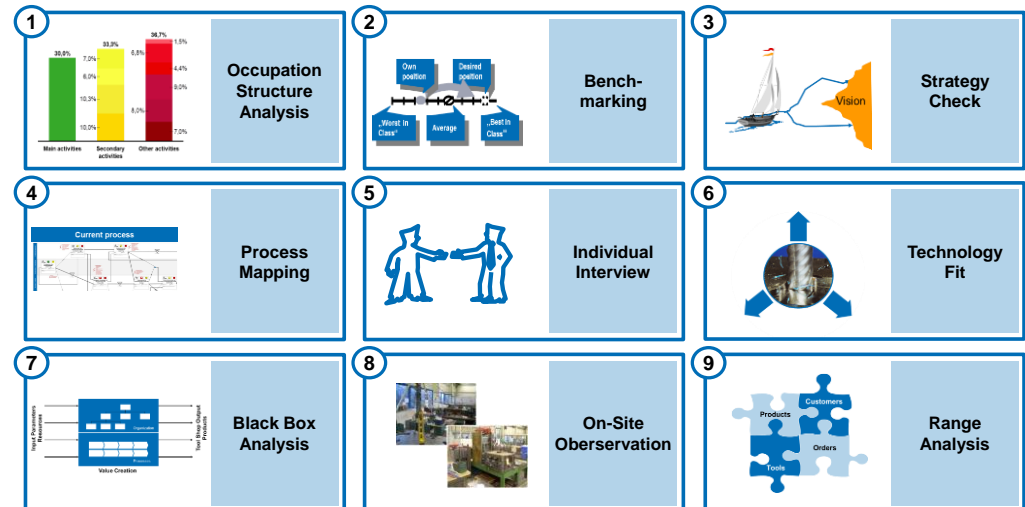 1
30,0%
33,3%
36,7%
7,0%
6,0%
10,3%
10,0%
1,5%
6,8%
4,4%
9,0%
8,0%
7,0%
Main activities
Secondary
activities
Other activities
Occupation
Structure
Analysis
2
Own
position
Desired
position
„Worst in
Class“
Average
„Best in
Class“
Bench-
marking
3
Vision
Strategy
Check
4
Current process
Process
Mapping
5
Individual
Interview
6
Technology
Fit
7
Input Parameters
Resources
Organisation
Tool Shop Output
Products
Value Creation
Black Box
Analysis
8
On-Site
Oberservation
9
Products
Customers
Tools
Orders
Range
Analysis